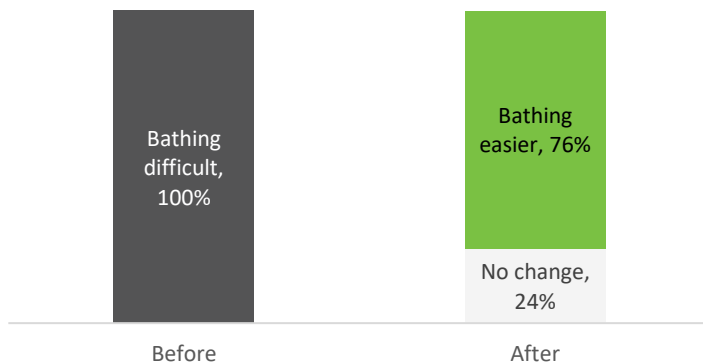 Bathing
difficult,
100%
Bathing
easier, 76%
No change,
24%
Before
After